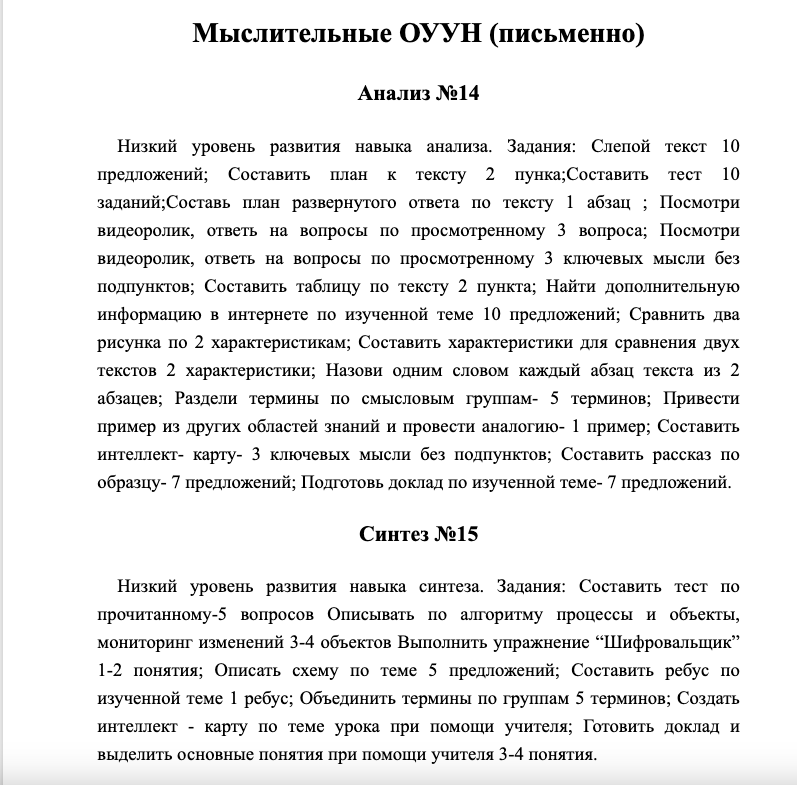 Мыслительные ОУУН (письменно)
Анализ №14
Низкий уровень развития навыка анализа. Задания: Слепой текст 10
предложений; Составить план к тексту 2 пунка;Составить тест 10
заданий;Составь план развернутого ответа по тексту 1 абзац ; Посмотри
видеоролик, ответь на вопросы по просмотренному 3 вопроса; Посмотри
видеоролик, ответь на вопросы по просмотренному 3 ключевых мысли без
подпунктов; Составить таблицу по тексту 2 пункта; Найти дополнительную
информацию в интернете по изученной теме 10 предложений; Сравнить два
рисунка по 2 характеристикам; Составить характеристики для сравнения двух
текстов 2 характеристики; Назови одним словом каждый абзац текста из 2
абзацев; Раздели термины по смысловым группам- 5 терминов; Привести
пример из других областей знаний и провести аналогию- 1 пример; Составить
интеллект- карту- 3 ключевых мысли без подпунктов; Составить рассказ по
образцу- 7 предложений; Подготовь доклад по изученной теме- 7 предложений.
Синтез №15
Низкий уровень развития навыка синтеза. Задания: Составить тест по
прочитанному-5 вопросов Описывать по алгоритму процессы и объекты,
мониторинг изменений 3-4 объектов Выполнить упражнение “Шифровальщик”
1-2 понятия; Описать схему по теме 5 предложений; Составить ребус по
изученной теме 1 ребус; Объединить термины по группам 5 терминов; Создать
интеллект - карту по теме урока при помощи учителя; Готовить доклад и
выделить основные понятия при помощи учителя 3-4 понятия.